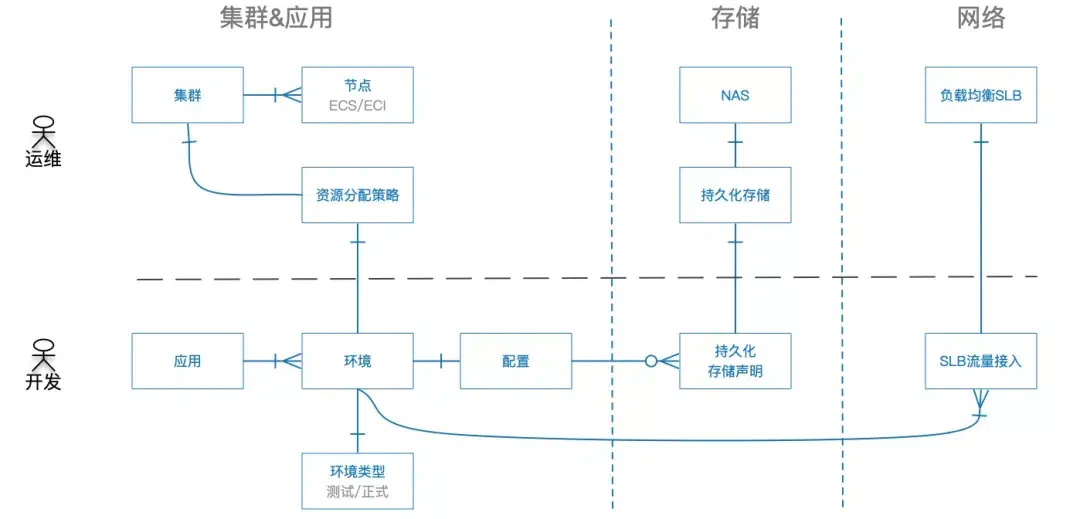 集群&应用
存储
网络
集群
节点
ECS/ECI
NAS
负载均衡SLB
运维
资源分配策略
持久化存储
应用
环境
配置
持久化
存储声明
SLB流量接入
开发
环境类型
测试/正式